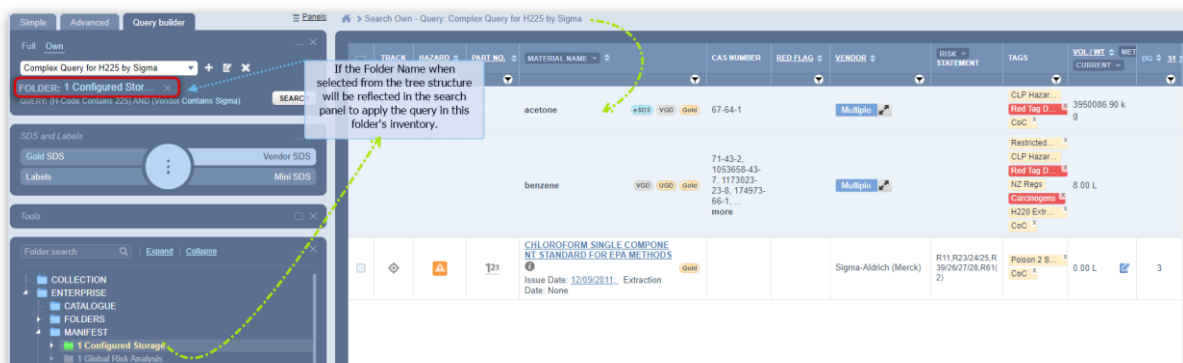 Simple Advanced Query builder
Panels
Search Own - Query: Complex Query for H225 by Sigma
Full Own
Complex Query for H225 by Sigma
FOLDER: 1 Configured Stor... ×
QUERY: (H-Code Contains 225) AND (Vendor Contains Sigma)
SEARCH
If the Folder Name when
selected from the tree structure
will be reflected in the search
panel to apply the query in this
folder's inventory.
SDS and Labels
Gold SDS Vendor SDS
Labels Mini SDS
Tools
Folder search Expand Collapse
COLLECTION
ENTERPRISE
CATALOGUE
FOLDERS
MANIFEST
1 Configured Storage
1 Global Risk Analysis
TRACK HAZARD PART NO. MATERIAL NAME CAS NUMBER RED FLAG VENDOR RISK STATEMENT TAGS VOL / WT MET CURRENT DG
acetone eSDS VGD Gold 67-64-1 Multiple
CLP Hazar...
Red Tag D... x
CoC x
3950086.90 k
g
benzene VGD UGD Gold
71-43-2,
1053658-43-
7, 1173023-
23-8, 174973-
66-1, ...
more
Multiple
Restricted... x
CLP Hazar...
Red Tag D... x
NZ Regs
Carcinogens x
H220 Extr... x
CoC x
8.00 L
123
CHLOROFORM SINGLE COMPONE
NT STANDARD FOR EPA METHODS
Gold
Issue Date: 12/09/2011; Extraction
Date: None
Sigma-Aldrich (Merck)
R11,R23/24/25,R
39/26/27/28,R61(
2)
Poison 2 S... x
CoC x
0.00 L
3